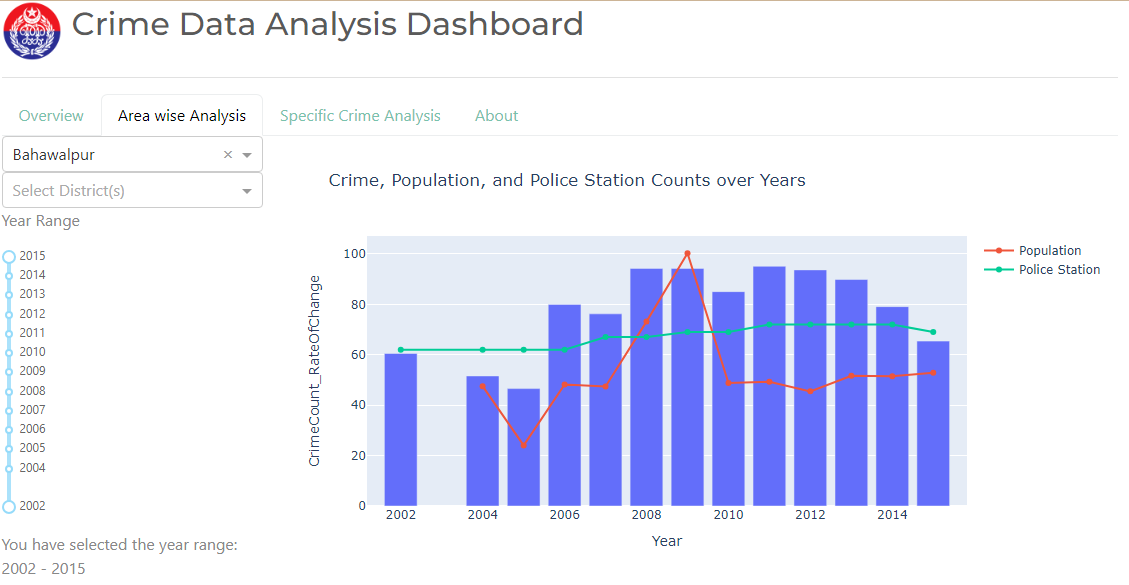 Crime Data Analysis Dashboard
Overview
Area wise Analysis
Specific Crime Analysis
About
Bahawalpur
×
Select District(s)
Year Range
2015
2014
2013
2012
2011
2010
2009
2008
2007
2006
2005
2004
2002
You have selected the year range:
2002 - 2015
Crime, Population, and Police Station Counts over Years
CrimeCount_RateOfChange
100
80
60
40
20
0
2002
2004
2006
2008
2010
2012
2014
Year
Population
Police Station